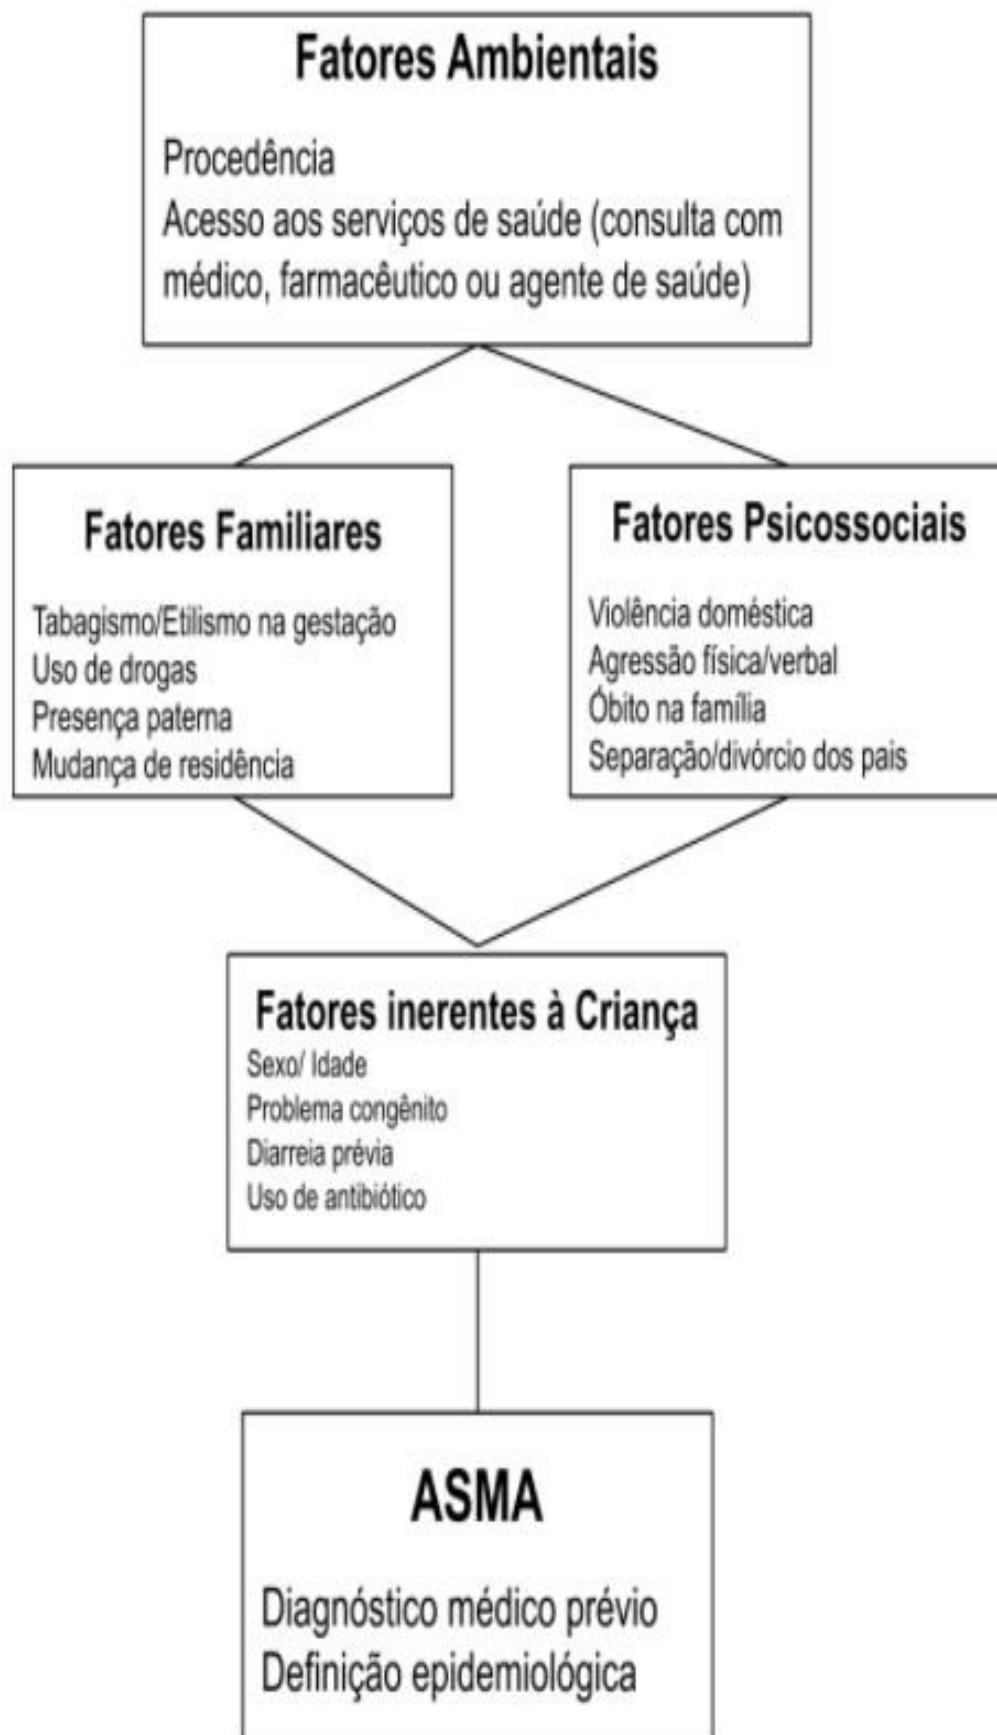 Fatores Ambientais
Procedência
Acesso aos serviços de saúde (consulta com
médico, farmacêutico ou agente de saúde)
Fatores Familiares
Tabagismo/Etilismo na gestação
Uso de drogas
Presença paterna
Mudança de residência
Fatores Psicossociais
Violência doméstica
Agressão física/verbal
Óbito na família
Separação/divórcio dos pais
Fatores inerentes à Criança
Sexo/ Idade
Problema congênito
Diarreia prévia
Uso de antibiótico
ASMA
Diagnóstico médico prévio
Definição epidemiológica